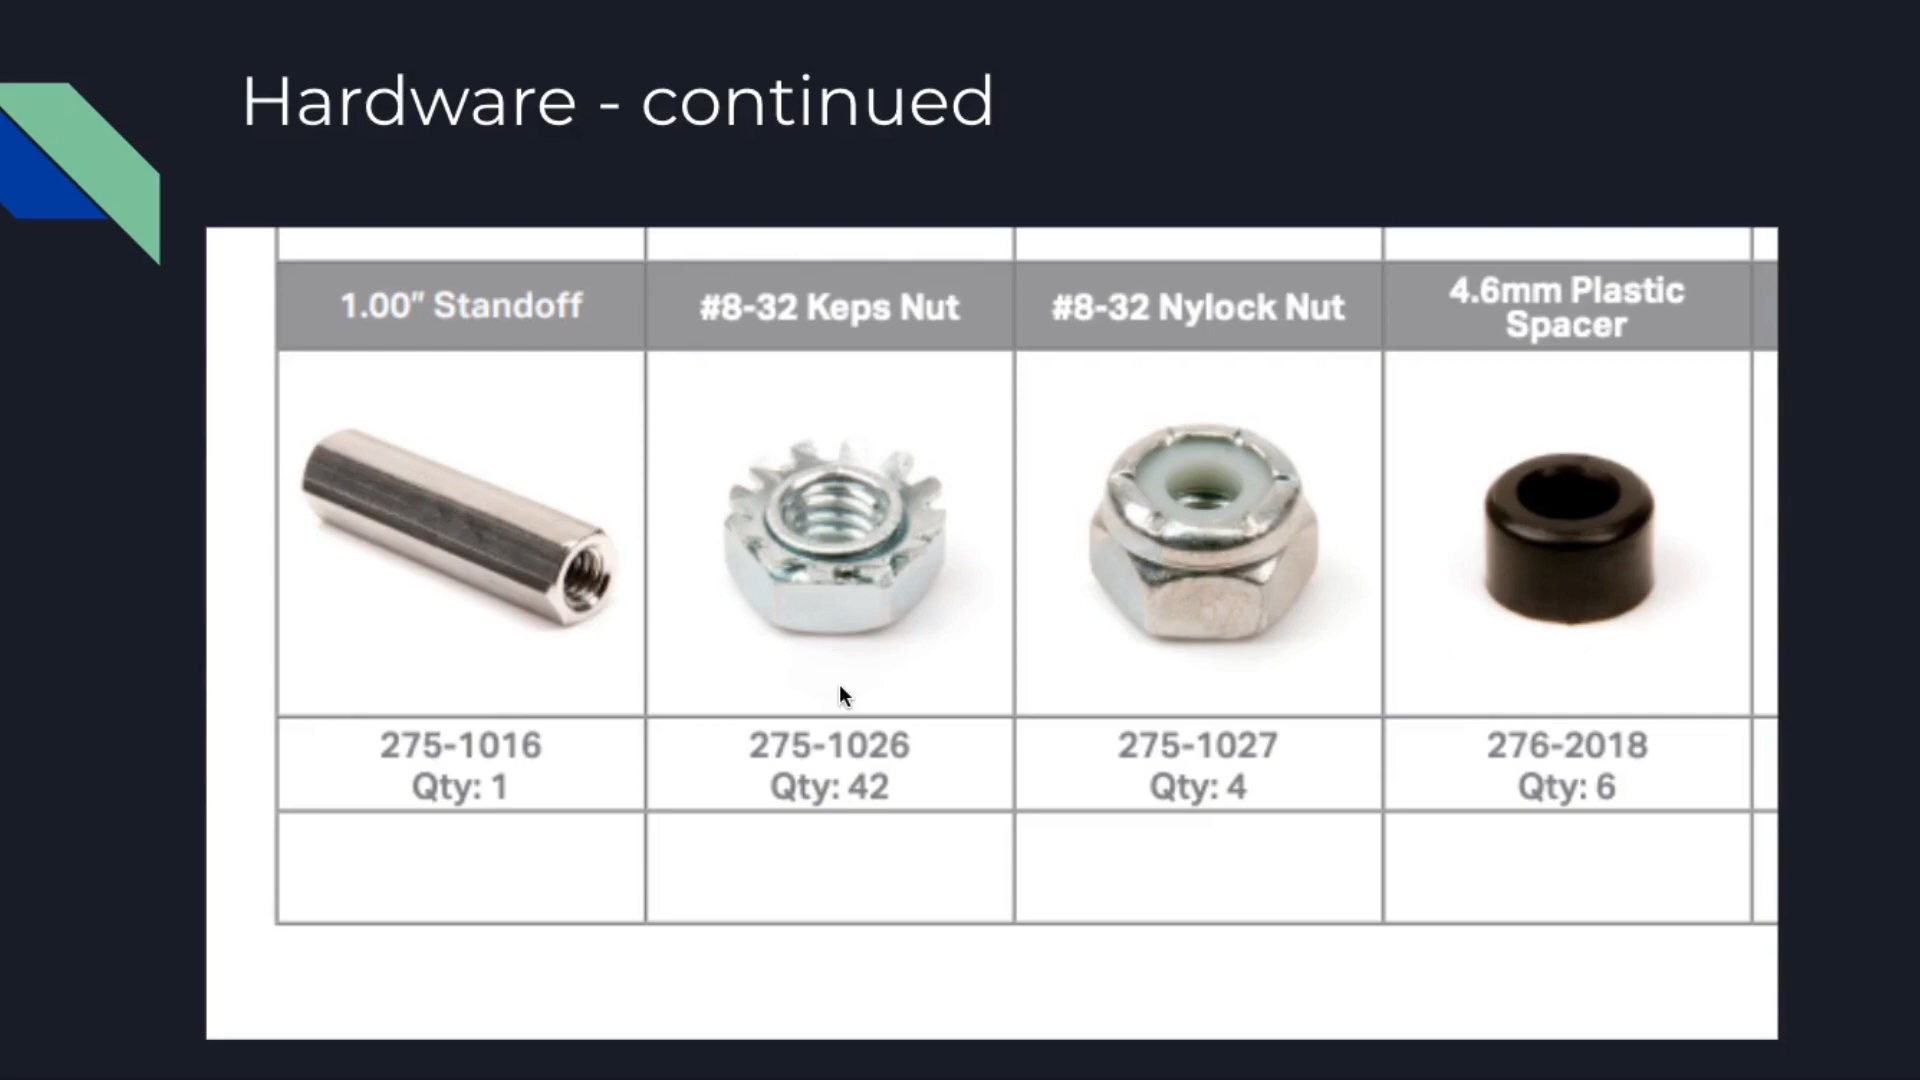 Hardware - continued
1.00" Standoff
#8-32 Keps Nut
#8-32 Nylock Nut
4.6mm Plastic
Spacer
275-1016
Qty: 1
275-1026
Qty: 42
275-1027
Qty: 4
276-2018
Qty: 6